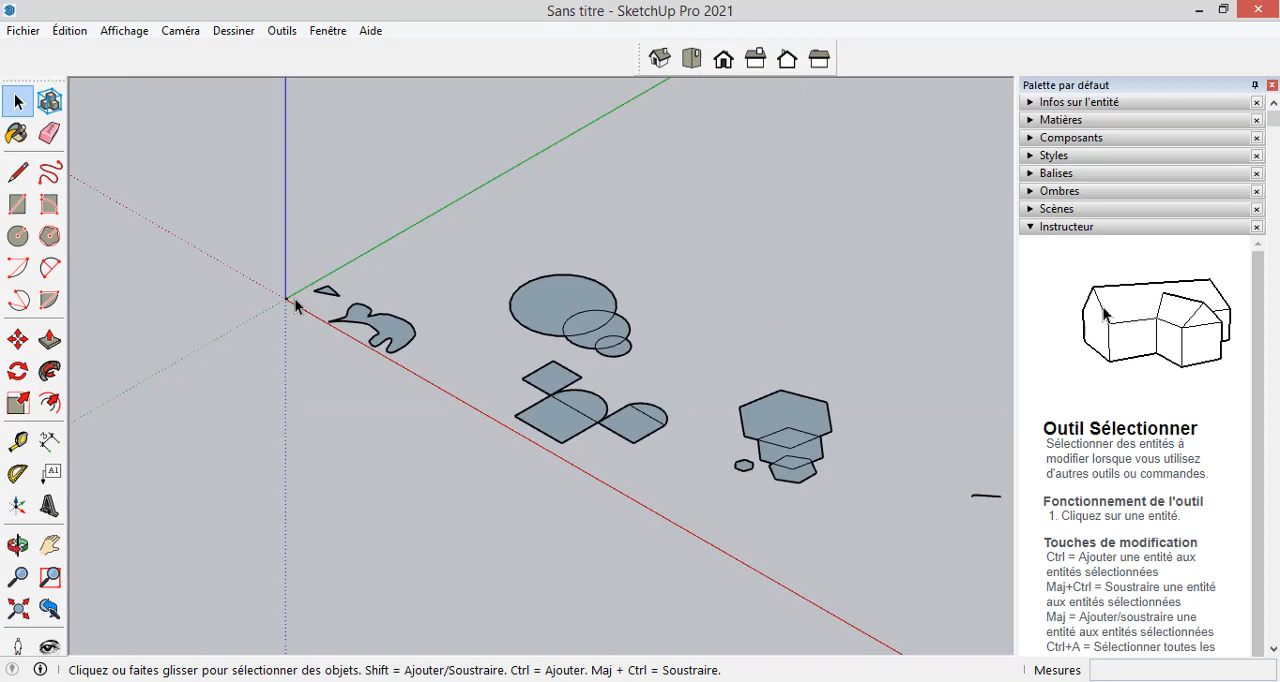 Sans titre - SketchUp Pro 2021
Fichier Édition Affichage Caméra Dessiner Outils Fenêtre Aide
Palette par défaut
Infos sur l'entité
Matières
Composants
Styles
Balises
Ombres
Scènes
Instructeur
Outil Sélectionner
Sélectionner des entités à
modifier lorsque vous utilisez
d'autres outils ou commandes.
Fonctionnement de l'outil
1. Cliquez sur une entité.
Touches de modification
Ctrl = Ajouter une entité aux
entités sélectionnées
Maj+Ctrl = Soustraire une entité
aux entités sélectionnées
Maj = Ajouter/soustraire une
entité aux entités sélectionnées
Ctrl+A = Sélectionner toutes les
A1
Cliquez ou faites glisser pour sélectionner des objets. Shift = Ajouter/Soustraire. Ctrl = Ajouter. Maj + Ctrl = Soustraire.
Mesures